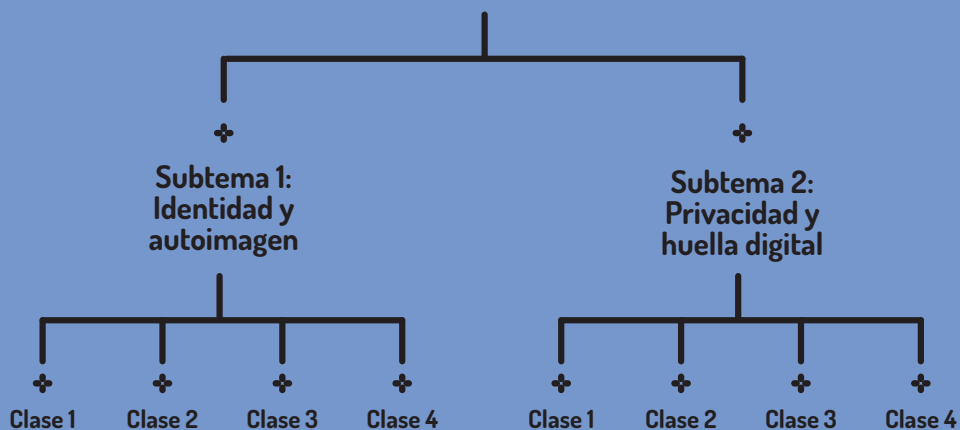 Subtema 1:
Identidad y
autoimagen
Subtema 2:
Privacidad y
huella digital
Clase 1
Clase 2
Clase 3
Clase 4
Clase 1
Clase 2
Clase 3
Clase 4